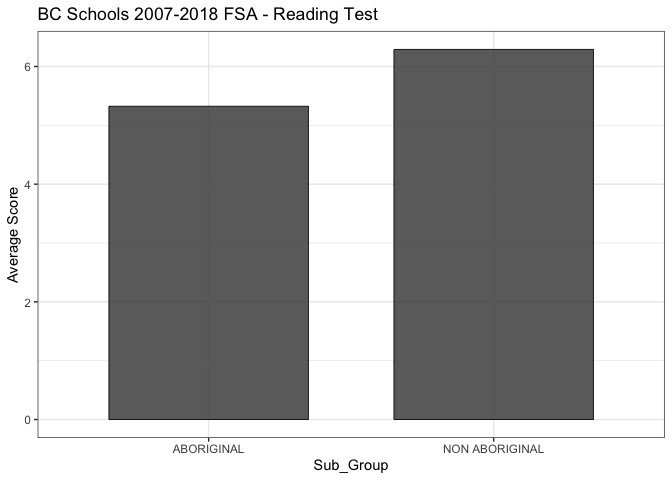 BC Schools 2007-2018 FSA - Reading Test
6
4
2
0
Average Score
ABORIGINAL
NON ABORIGINAL
Sub_Group